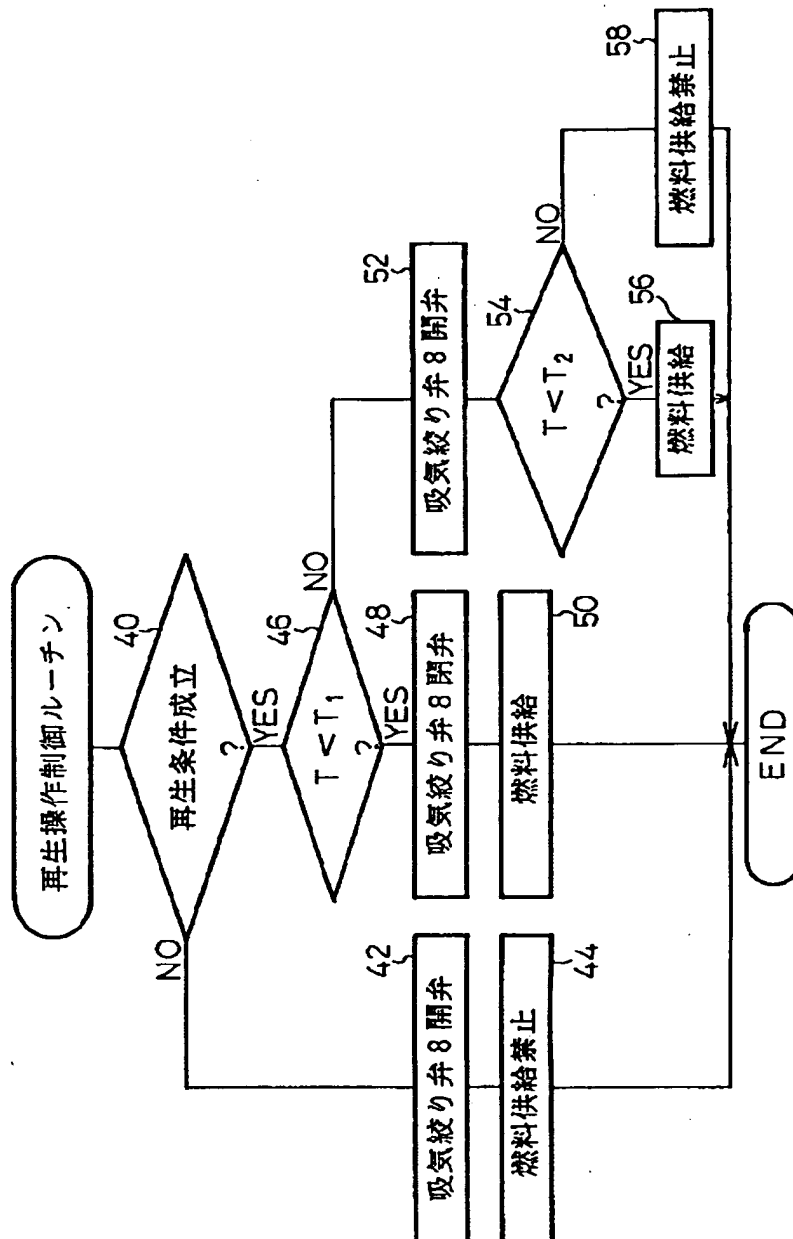 再生操作制御ルーチン
40
再生条件成立
?
NO
YES
46
T<T₁
?
NO
YES
42
吸気絞り弁8開弁
44
燃料供給禁止
48
吸気絞り弁8閉弁
50
燃料供給
52
吸気絞り弁8開弁
54
T<T₂
?
NO
YES
56
燃料供給
58
燃料供給禁止
END